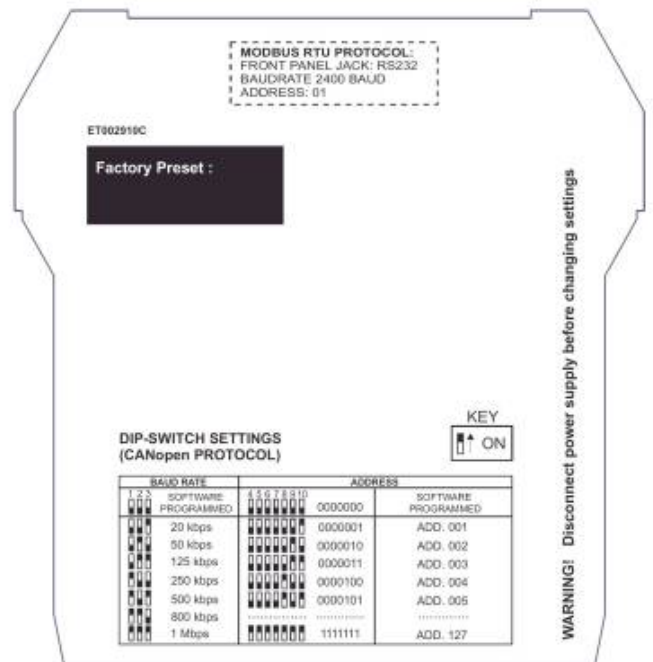 MODBUS RTU PROTOCOL:
FRONT PANEL JACK: RS232
BAUDRATE 2400 BAUD
ADDRESS: 01
ET002910C
Factory Preset :
WARNING! Disconnect power supply before changing settings
KEY
ON
DIP-SWITCH SETTINGS
(CANopen PROTOCOL)
BAUD RATE ADDRESS
1 2 3 SOFTWARE PROGRAMMED 4 5 6 7 8 9 10 0000000 SOFTWARE PROGRAMMED
20 kbps 0000001 ADD. 001
50 kbps 0000010 ADD. 002
125 kbps 0000011 ADD. 003
250 kbps 0000100 ADD. 004
500 kbps 0000101 ADD. 005
800 kbps ............ ............
1 Mbps 1111111 ADD. 127